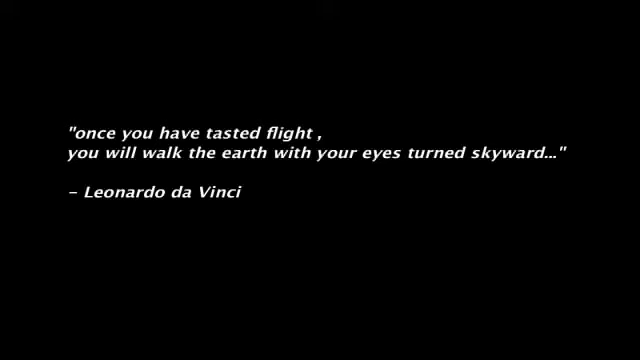 "once you have tasted flight ,
you will walk the earth with your eyes turned skyward..."
- Leonardo da Vinci